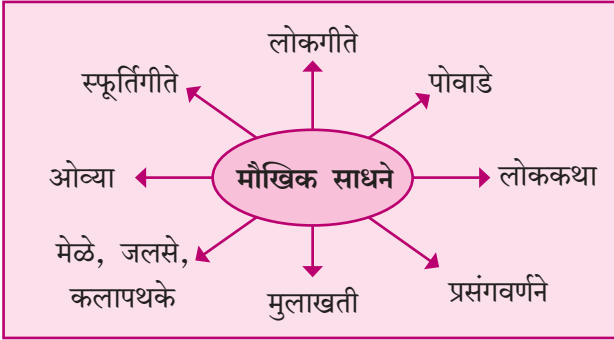 लोकगीते
स्फूर्तिगीते
पोवाडे
ओव्या
मौखिक साधने
लोककथा
मेळे, जलसे,
कलापथके
मुलाखती
प्रसंगवर्णने